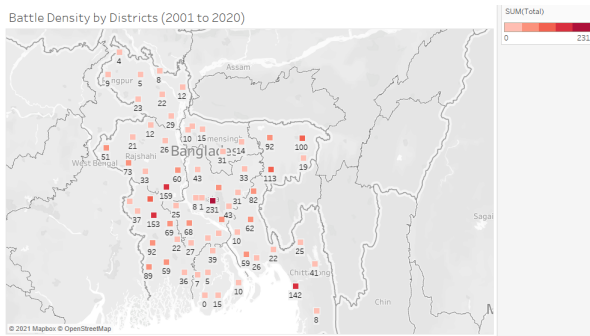 Battle Density by Districts (2001 to 2020)
SUM(Total)
0 231
Assam
4
9 5 8
22 12
23
29
12 10 15
21 26 14 92 100
51 Rajshahi Bangladesh 31 19
West Bengal
73 33 60 43 33 113
159 31 82
8 1 231
37 153 25 43
69 68 62 Sagai
92 22 27 10
39 25
89 59 59 26 22
36 7 5 41
10 142 Chin
0 15 8
© 2021 Mapbox © OpenStreetMap